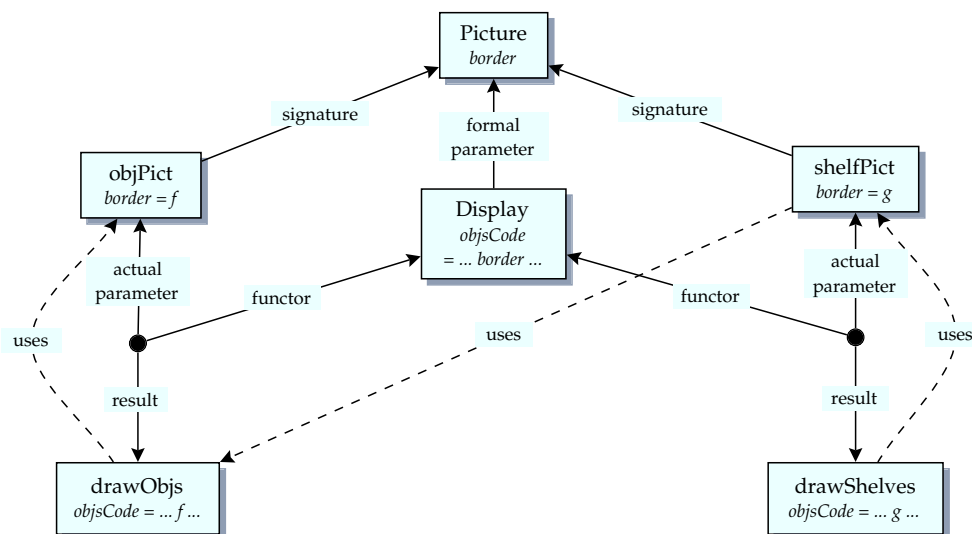 Picture
border
signature
formal
parameter
signature
objPict
border = f
Display
objsCode
= ... border ...
shelfPict
border = g
actual
parameter
functor
functor
actual
parameter
uses
uses
uses
result
result
drawObjs
objsCode = ... f ...
drawShelves
objsCode = ... g ...